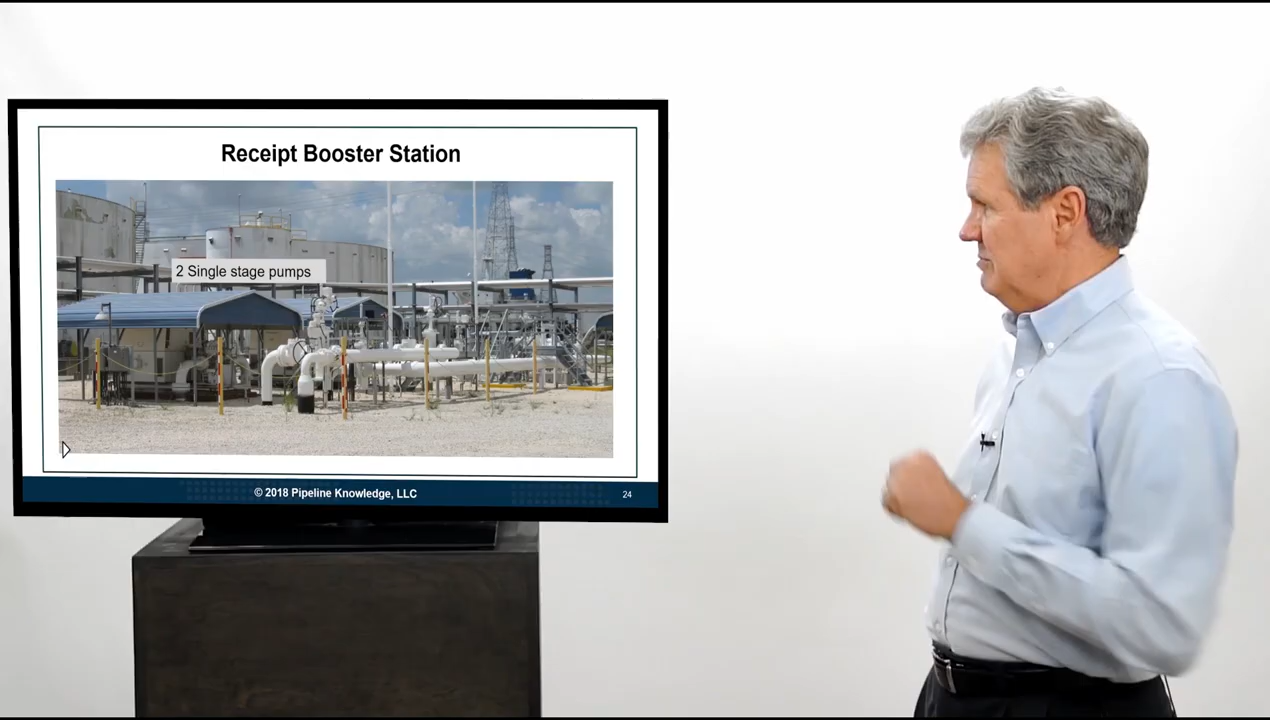 Receipt Booster Station
2 Single stage pumps
© 2018 Pipeline Knowledge, LLC
24